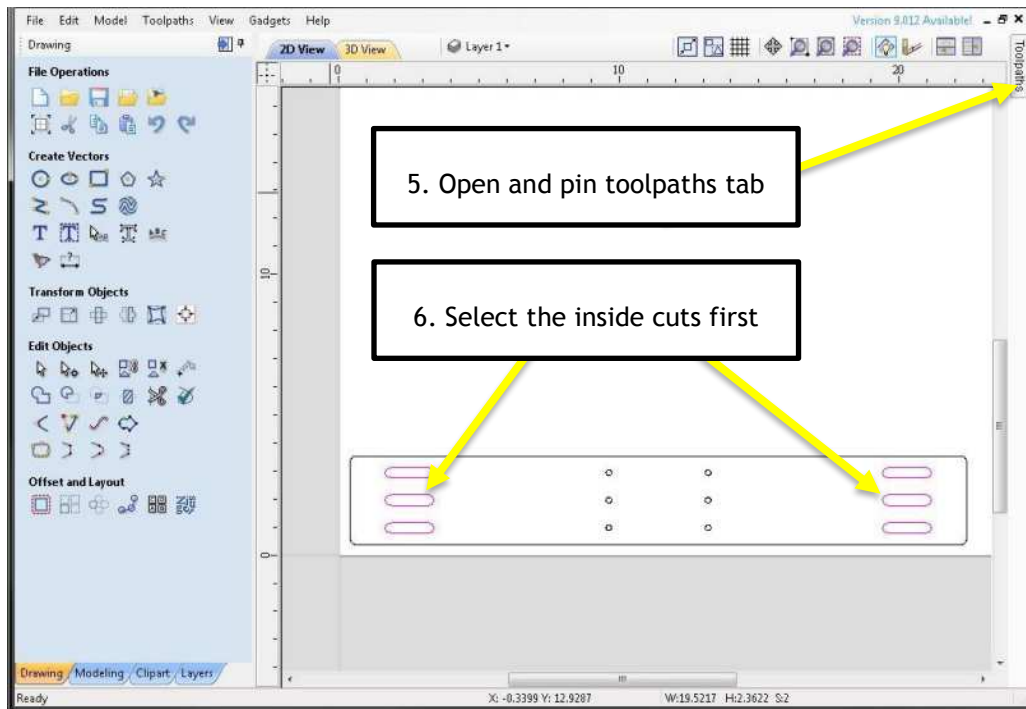 File Edit Model Toolpaths View Gadgets Help Version 9.012 Available!
Drawing
2D View 3D View Layer 1
Toolpaths
File Operations
0 10 20
Create Vectors
5. Open and pin toolpaths tab
10
Transform Objects
6. Select the inside cuts first
Edit Objects
Offset and Layout
0
Drawing Modeling Clipart Layers
Ready X: -0.3399 Y: 12.9287 W:19.5217 H:2.3622 S:2